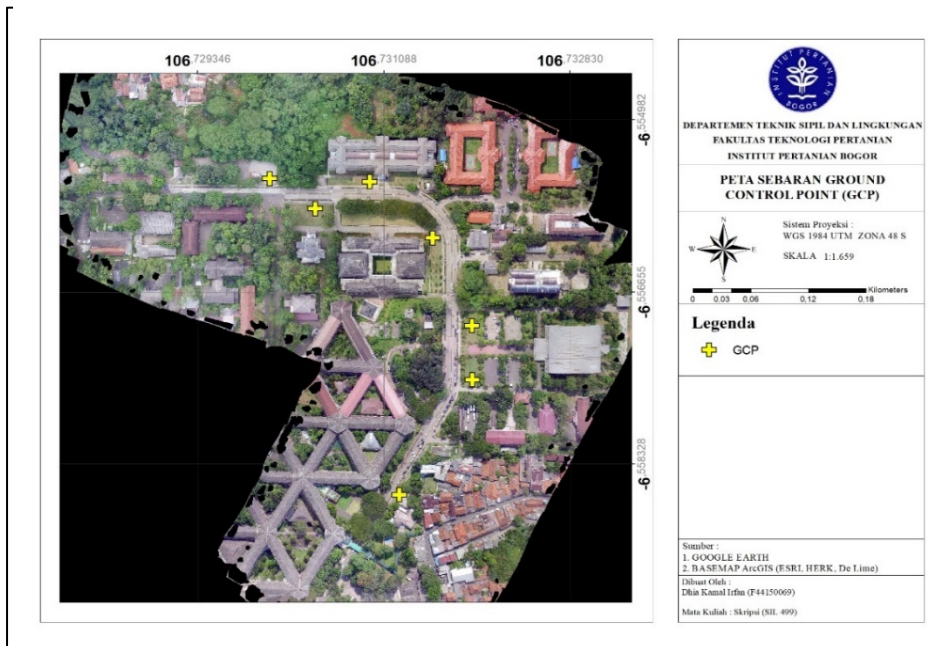 106,729346
106,731088
106,732830
-6,554982
-6,556655
-6,558328
INSTITUT PERTANIAN
BOGOR
DEPARTEMEN TEKNIK SIPIL DAN LINGKUNGAN
FAKULTAS TEKNOLOGI PERTANIAN
INSTITUT PERTANIAN BOGOR
PETA SEBARAN GROUND
CONTROL POINT (GCP)
N
W E
S
Sistem Proyeksi :
WGS 1984 UTM ZONA 48 S
SKALA 1:1.659
Kilometers
0 0.03 0.06 0.12 0.18
Legenda
GCP
Sumber :
1. GOOGLE EARTH
2. BASEMAP ArcGIS (ESRI, HERK, De Lime)
Dibuat Oleh :
Dhia Kamal Irfan (F44150069)
Mata Kuliah : Skripsi (SIL 499)